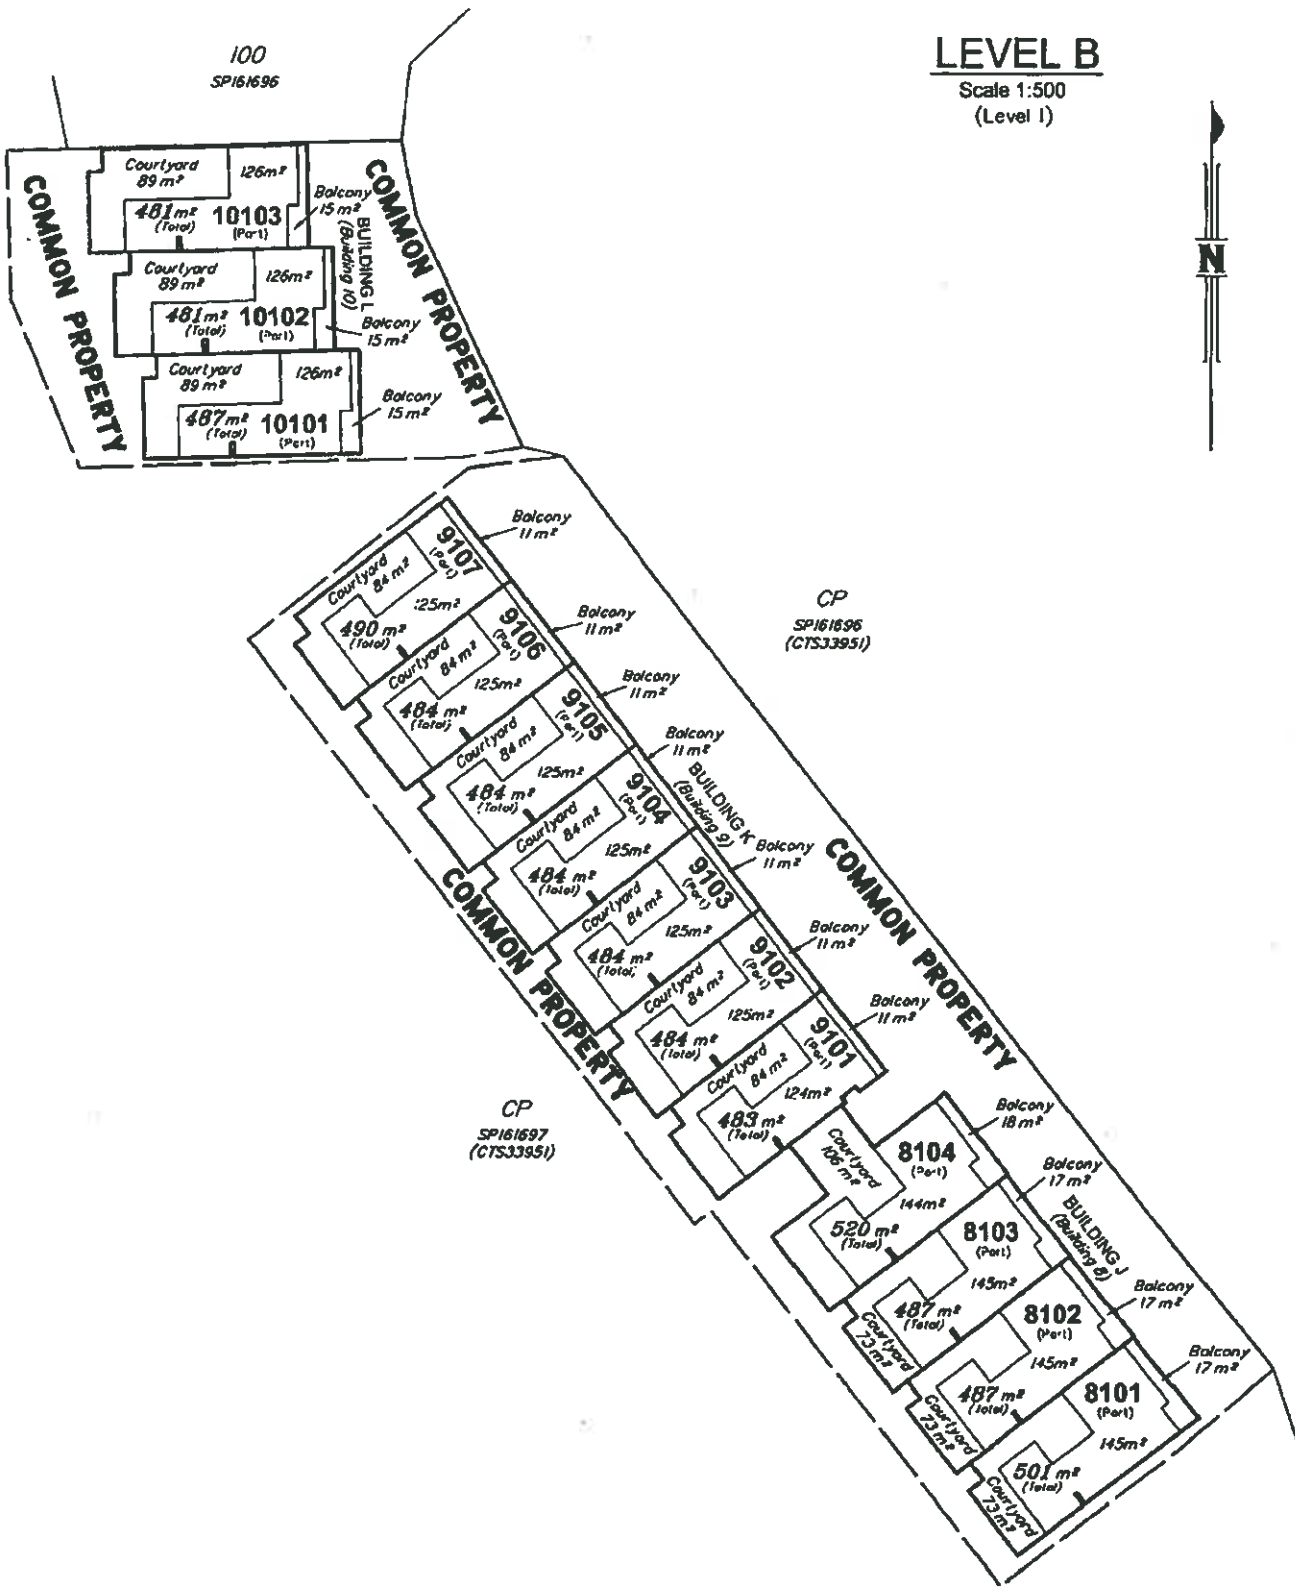 LEVEL B
Scale 1:500
(Level 1)
N
100
SP161696
COMMON PROPERTY
COMMON PROPERTY
Courtyard
89 m²
126m²
481 m²
(Total)
10103
(Part)
Balcony
15 m²
BUILDING L
(Building 10)
Courtyard
89 m²
126m²
481 m²
(Total)
10102
(Part)
Balcony
15 m²
Courtyard
89 m²
126m²
487 m²
(Total)
10101
(Part)
Balcony
15 m²
Balcony
11 m²
9107
(Part)
Courtyard
84 m²
125m²
490 m²
(Total)
Balcony
11 m²
9106
(Part)
Courtyard
84 m²
125m²
484 m²
(Total)
CP
SP161696
(CTS33951)
Balcony
11 m²
9105
(Part)
Courtyard
84 m²
125m²
484 m²
(Total)
Balcony
11 m²
9104
(Part)
Courtyard
84 m²
125m²
484 m²
(Total)
BUILDING K
(Building 9)
Balcony
11 m²
9103
(Part)
Courtyard
84 m²
125m²
484 m²
(Total)
COMMON PROPERTY
COMMON PROPERTY
Balcony
11 m²
9102
(Part)
Courtyard
84 m²
125m²
484 m²
(Total)
Balcony
11 m²
9101
(Part)
Courtyard
84 m²
124m²
483 m²
(Total)
CP
SP161697
(CTS33951)
Balcony
18 m²
8104
(Part)
Courtyard
106 m²
144m²
520 m²
(Total)
Balcony
17 m²
8103
(Part)
145m²
487 m²
(Total)
Courtyard
73 m²
BUILDING J
(Building 8)
Balcony
17 m²
8102
(Part)
145m²
487 m²
(Total)
Courtyard
73 m²
Balcony
17 m²
8101
(Part)
145m²
501 m²
(Total)
Courtyard
73 m²